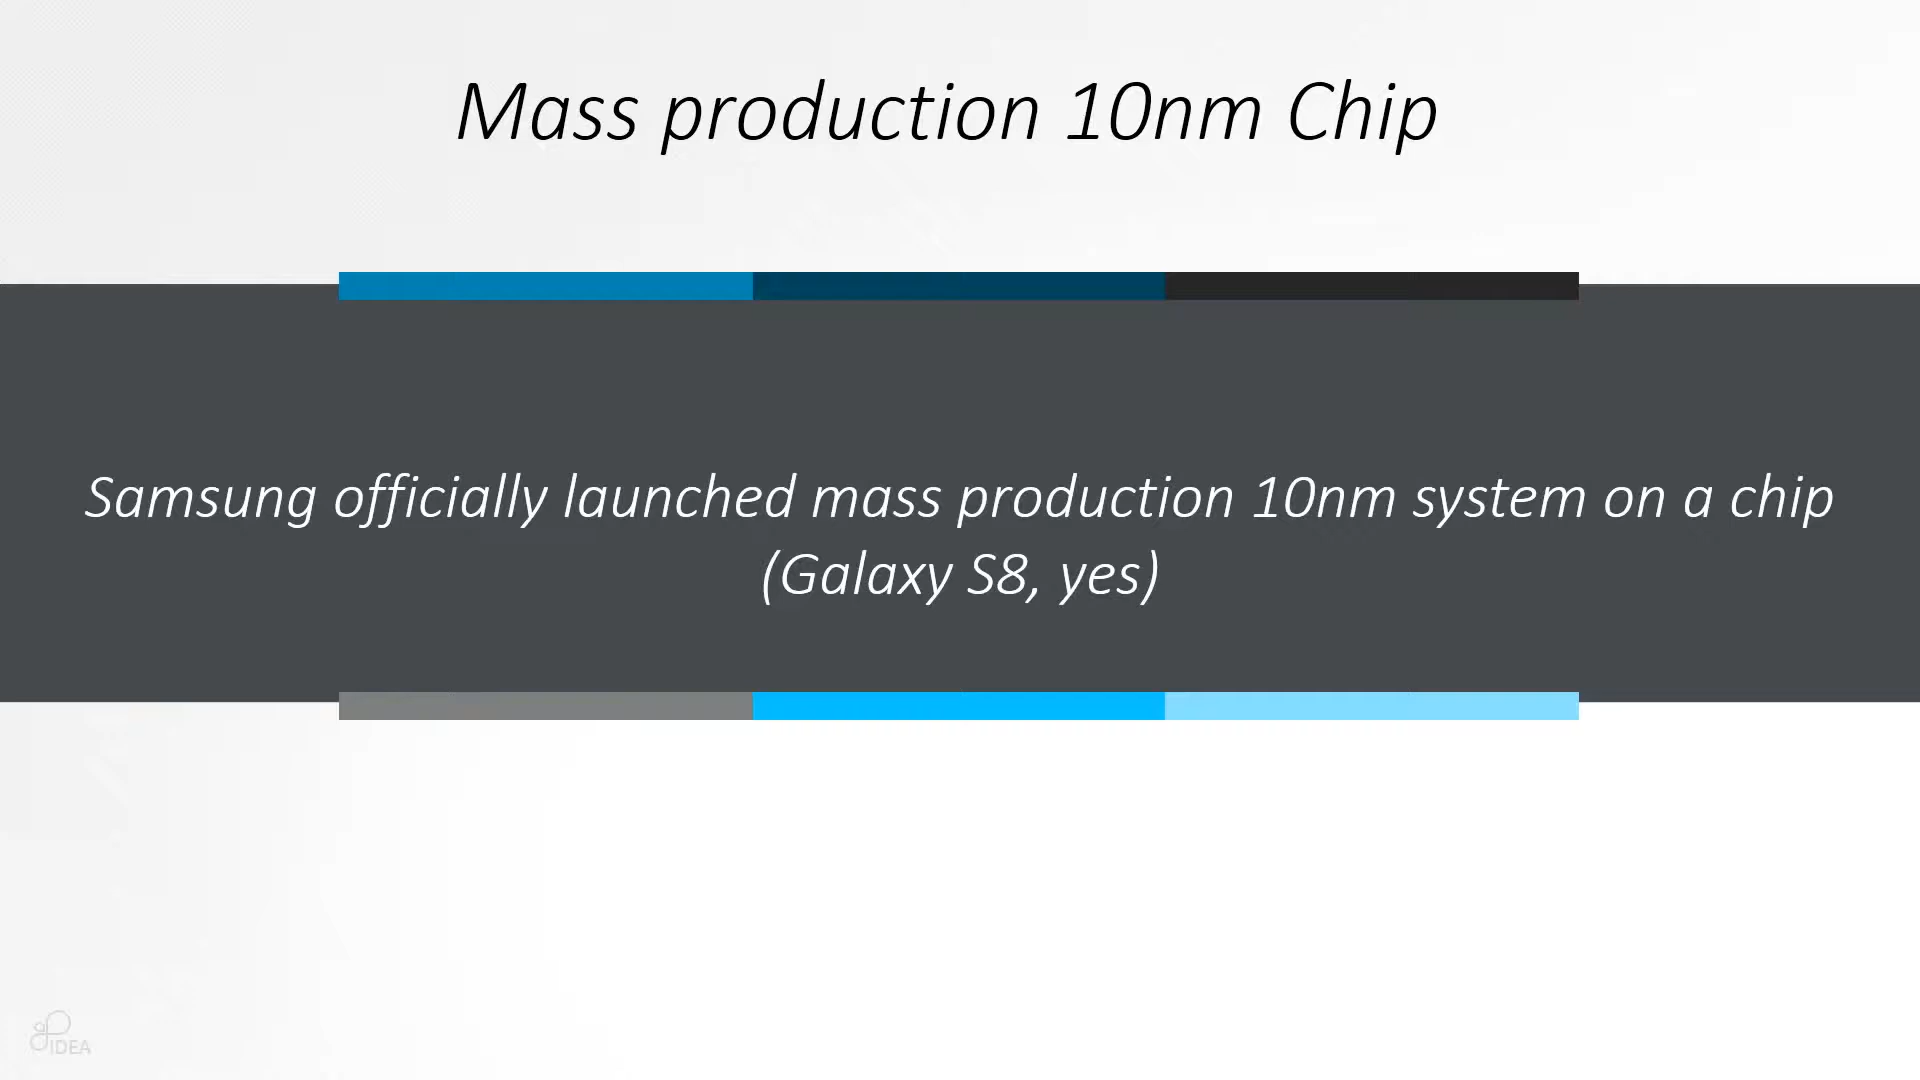 Mass production 10nm Chip
Samsung officially launched mass production 10nm system on a chip
(Galaxy S8, yes)
IDEA